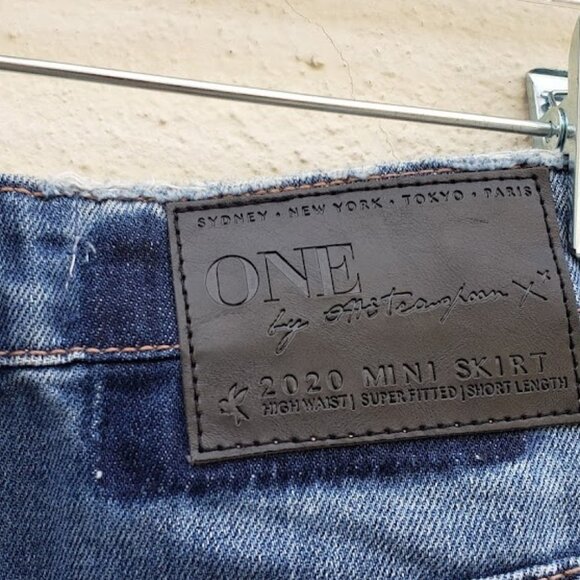 SYDNEY • NEW YORK • TOKYO • PARIS
ONE
by
2020 MINI SKIRT
HIGH WAIST | SUPER FITTED | SHORT LENGTH